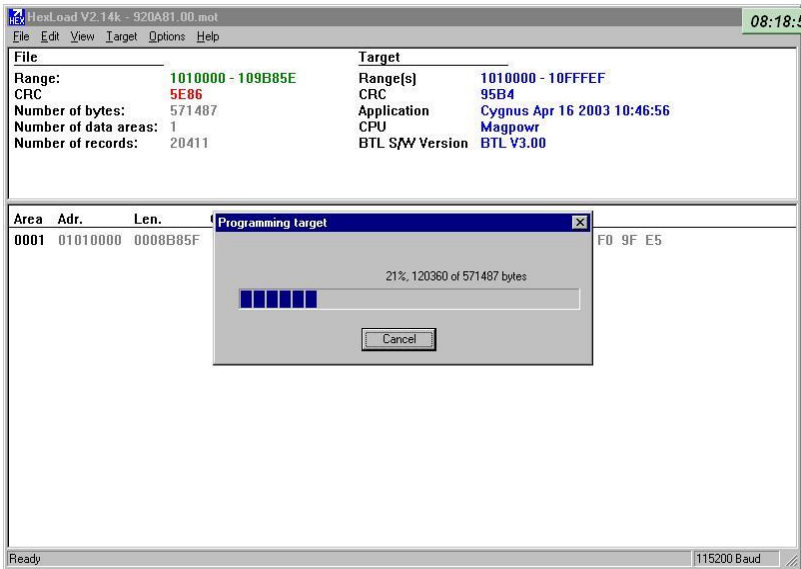 HexLoad V2.14k - 920A81.00.mot
08:18:5
File Edit View Target Options Help
File Target
Range: 1010000 - 109B85E Range(s) 1010000 - 10FFFEF
CRC 5E86 CRC 95B4
Number of bytes: 571487 Application Cygnus Apr 16 2003 10:46:56
Number of data areas: 1 CPU Magpowr
Number of records: 20411 BTL S/W Version BTL V3.00
Area Adr. Len.
Programming target
0001 01010000 0008B85F F0 9F E5
21%, 120360 of 571487 bytes
Cancel
Ready 115200 Baud